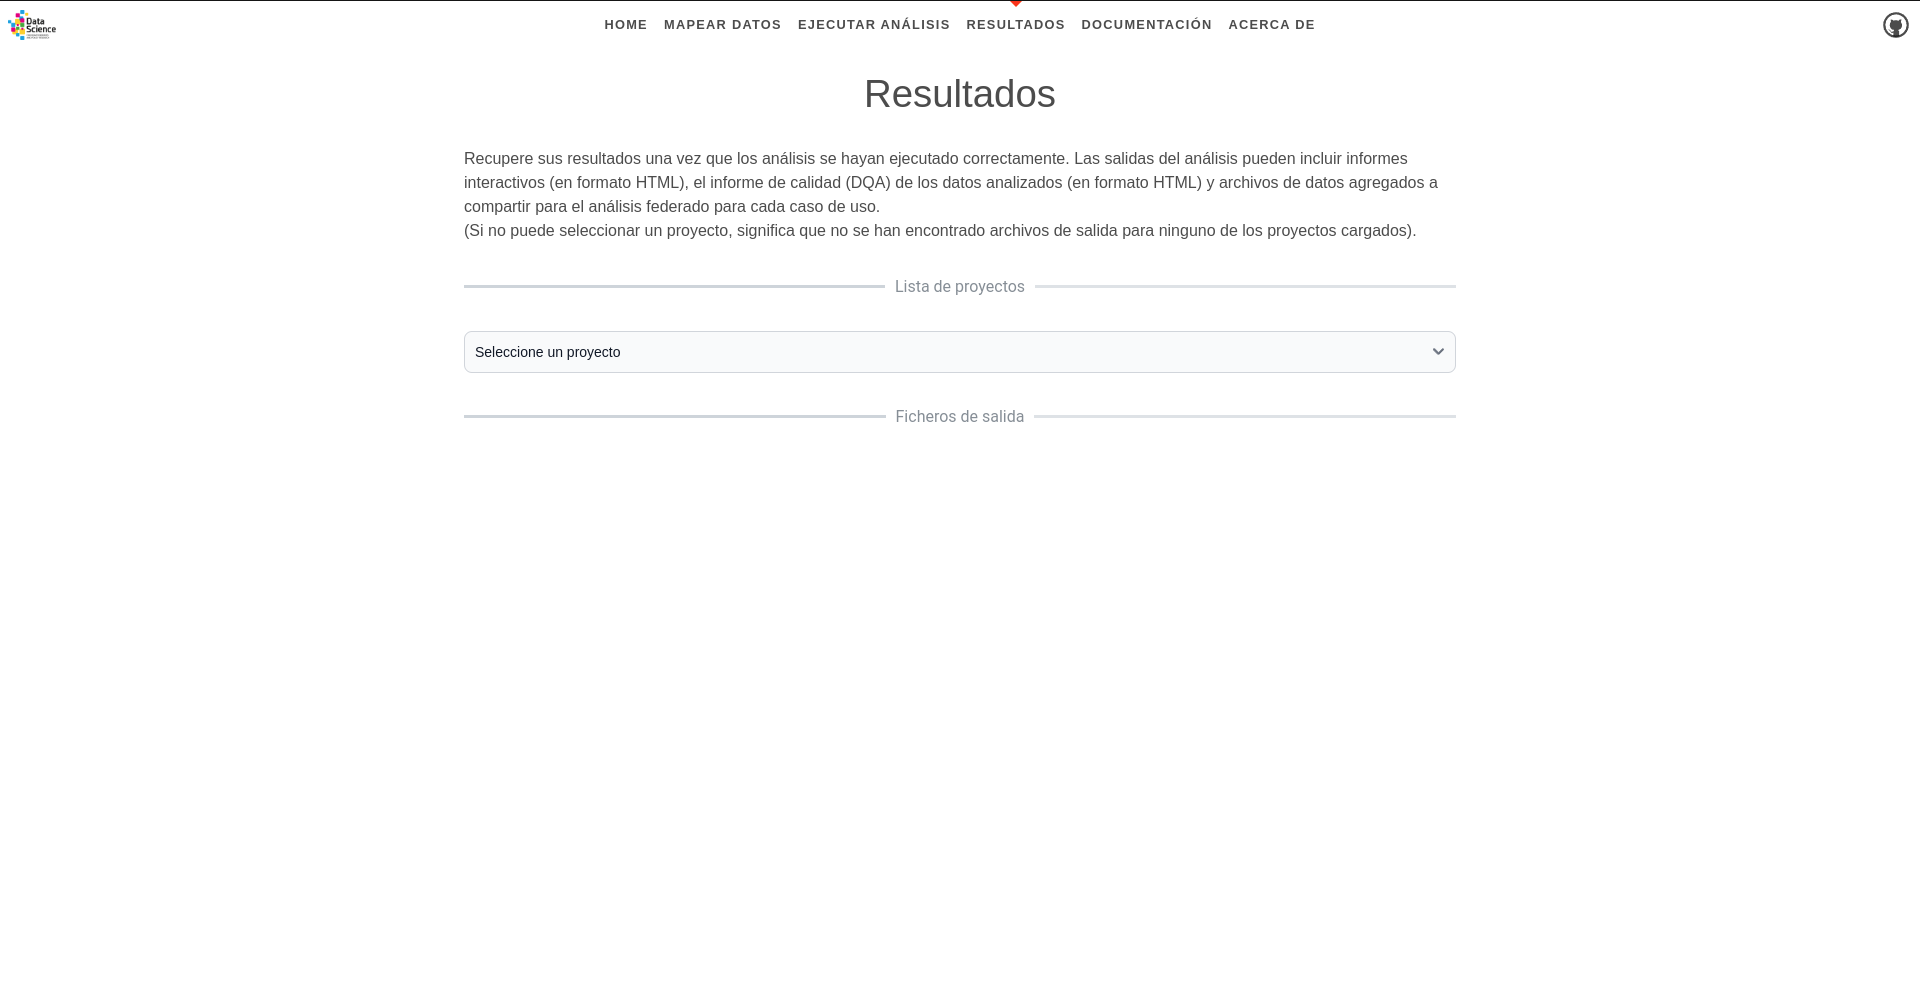 Data
Science
HOME MAPEAR DATOS EJECUTAR ANÁLISIS RESULTADOS DOCUMENTACIÓN ACERCA DE
Resultados
Recupere sus resultados una vez que los análisis se hayan ejecutado correctamente. Las salidas del análisis pueden incluir informes
interactivos (en formato HTML), el informe de calidad (DQA) de los datos analizados (en formato HTML) y archivos de datos agregados a
compartir para el análisis federado para cada caso de uso.
(Si no puede seleccionar un proyecto, significa que no se han encontrado archivos de salida para ninguno de los proyectos cargados).
Lista de proyectos
Seleccione un proyecto
Ficheros de salida